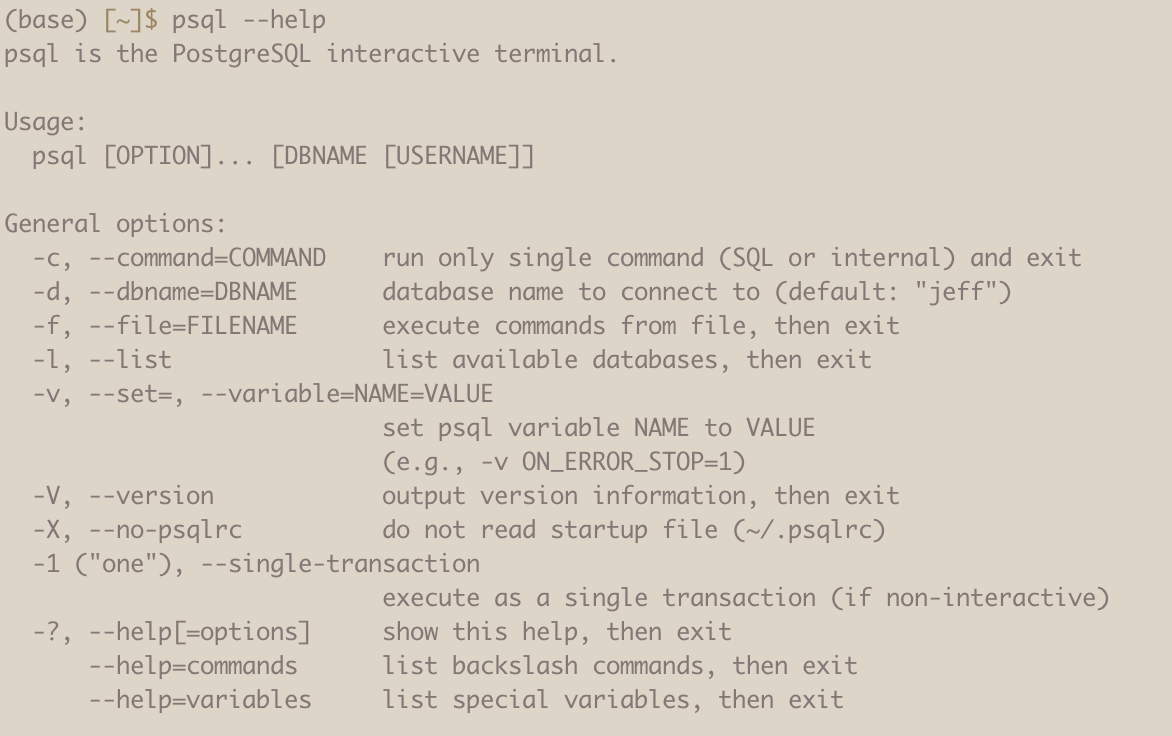 (base) [~]$ psql --help
psql is the PostgreSQL interactive terminal.

Usage:
  psql [OPTION]... [DBNAME [USERNAME]]

General options:
  -c, --command=COMMAND    run only single command (SQL or internal) and exit
  -d, --dbname=DBNAME      database name to connect to (default: "jeff")
  -f, --file=FILENAME      execute commands from file, then exit
  -l, --list               list available databases, then exit
  -v, --set=, --variable=NAME=VALUE
                           set psql variable NAME to VALUE
                           (e.g., -v ON_ERROR_STOP=1)
  -V, --version            output version information, then exit
  -X, --no-psqlrc          do not read startup file (~/.psqlrc)
  -1 ("one"), --single-transaction
                           execute as a single transaction (if non-interactive)
  -?, --help[=options]     show this help, then exit
      --help=commands      list backslash commands, then exit
      --help=variables     list special variables, then exit